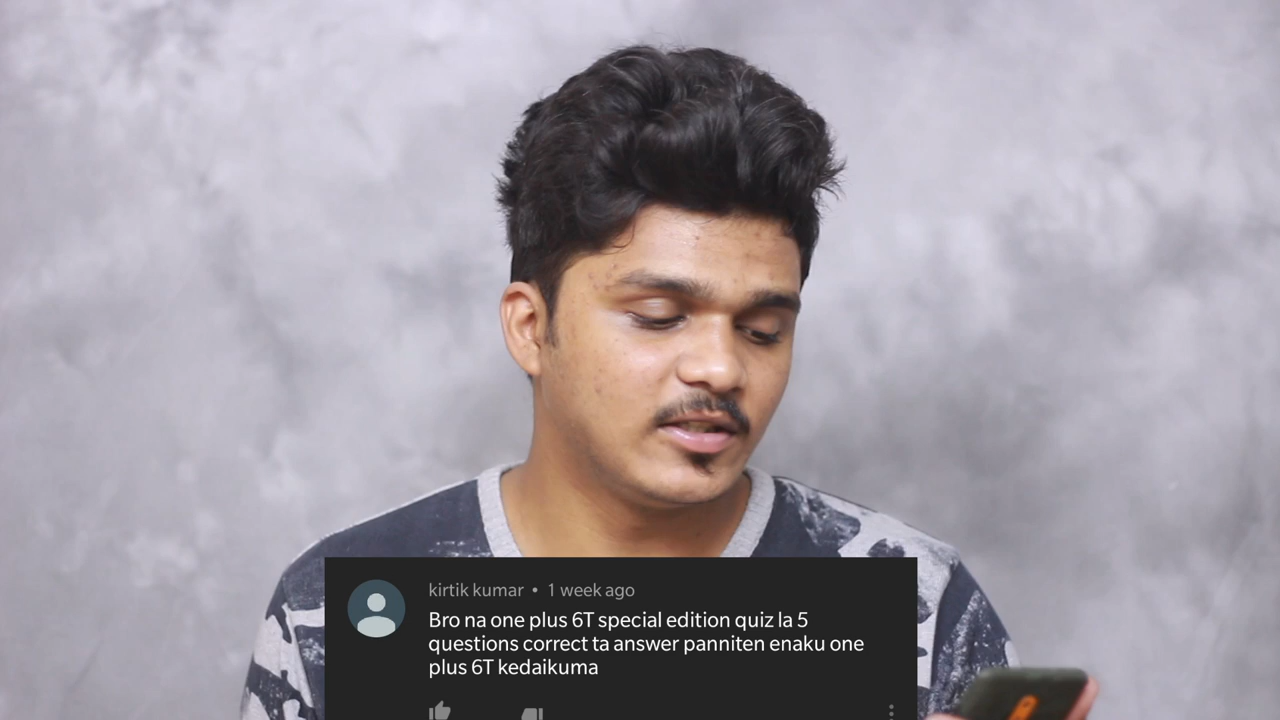 kirtik kumar • 1 week ago
Bro na one plus 6T special edition quiz la 5
questions correct ta answer panniten enaku one
plus 6T kedaikuma